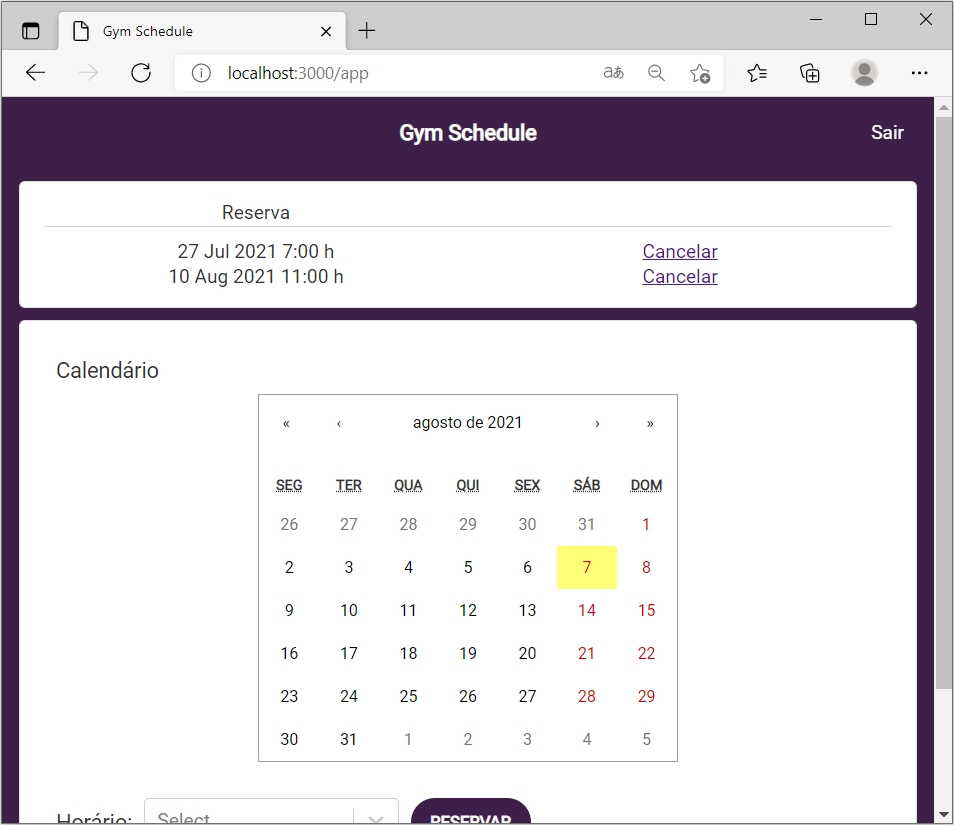 Gym Schedule
localhost:3000/app
Gym Schedule
Sair
Reserva
27 Jul 2021 7:00 h Cancelar
10 Aug 2021 11:00 h Cancelar
Calendário
« ‹ agosto de 2021 › »
SEG TER QUA QUI SEX SÁB DOM
26 27 28 29 30 31 1
2 3 4 5 6 7 8
9 10 11 12 13 14 15
16 17 18 19 20 21 22
23 24 25 26 27 28 29
30 31 1 2 3 4 5
Horário: Select... RESERVAR